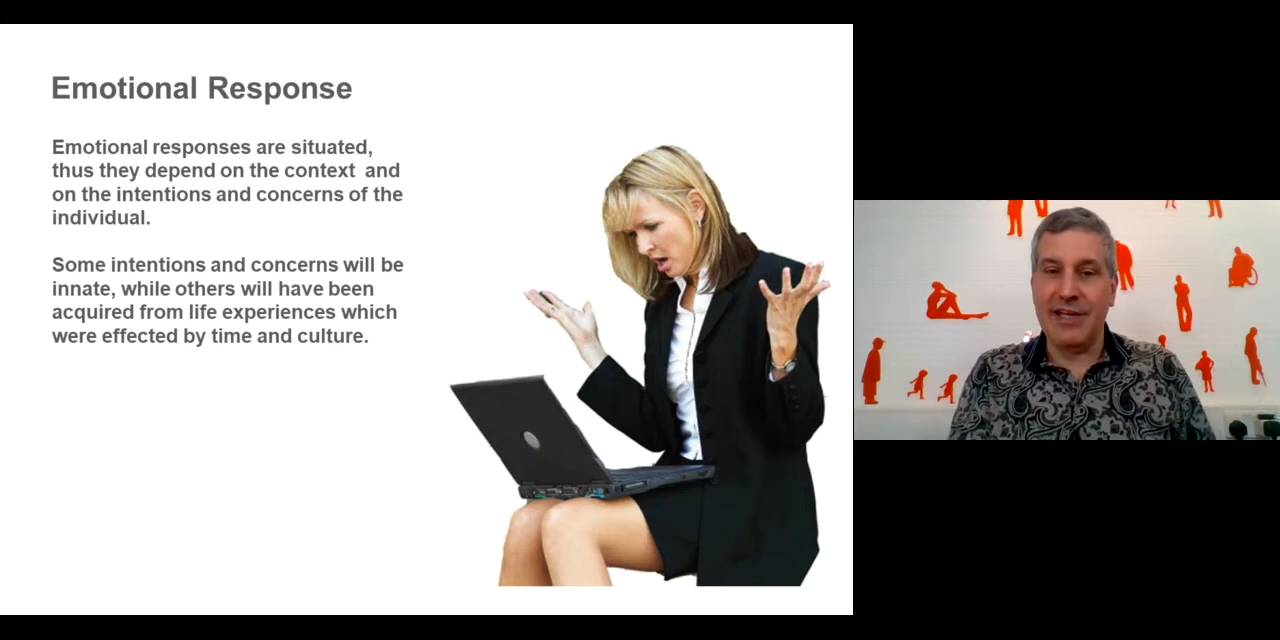 Emotional Response
Emotional responses are situated,
thus they depend on the context  and
on the intentions and concerns of the
individual.
Some intentions and concerns will be
innate, while others will have been
acquired from life experiences which
were effected by time and culture.